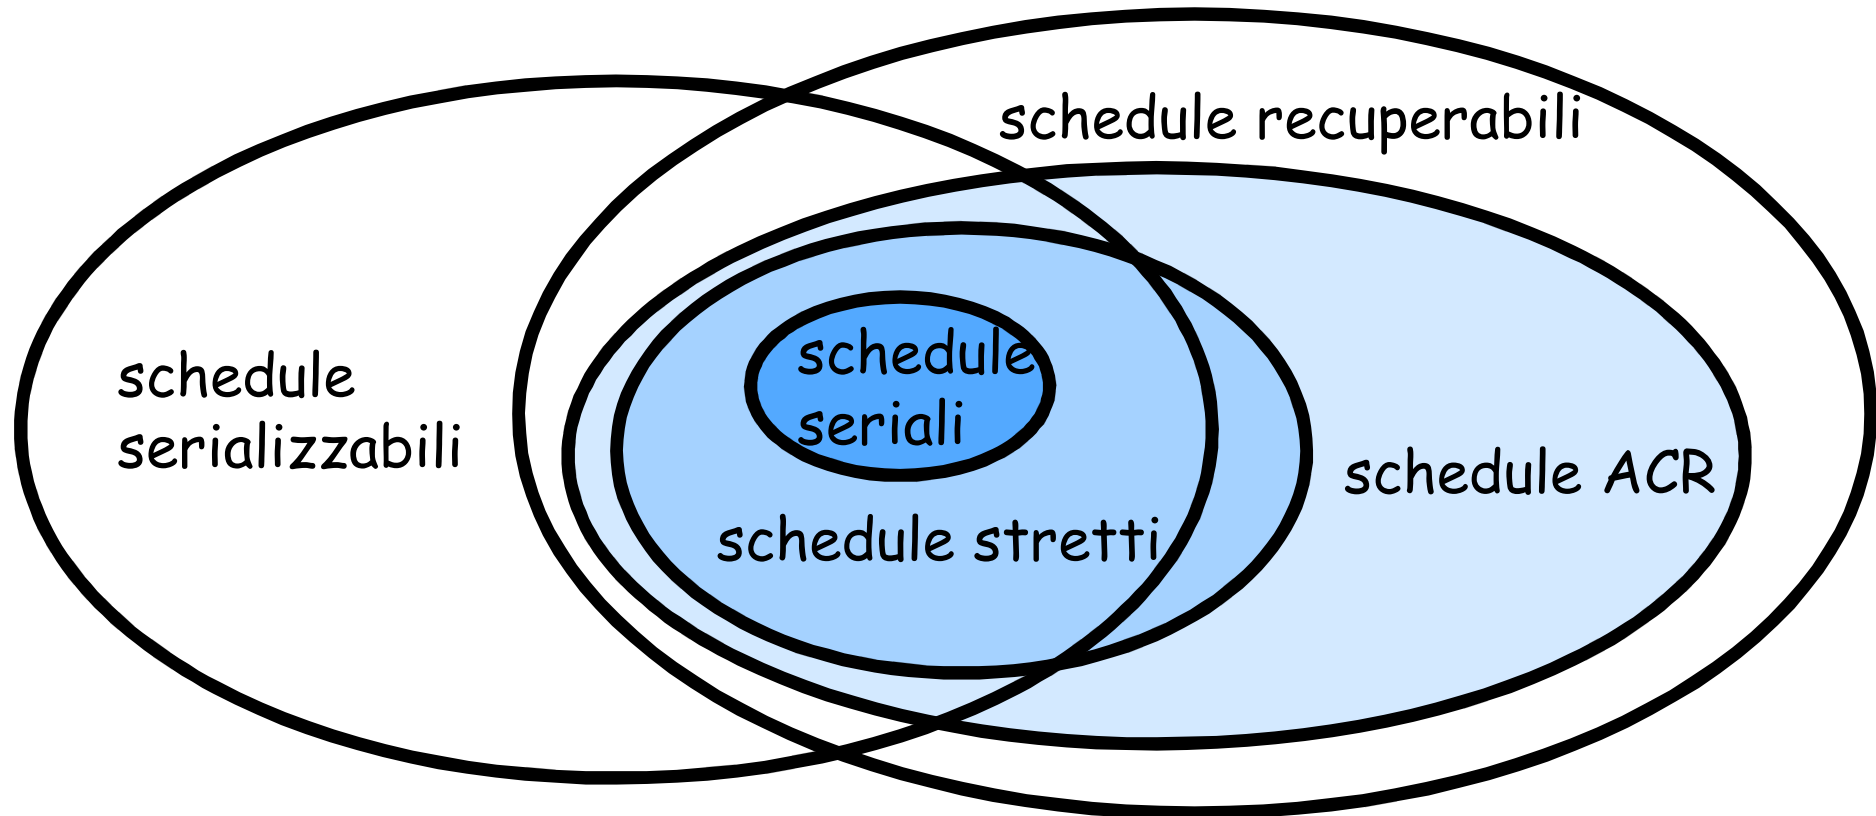 schedule recuperabili
schedule
seriali
schedule
serializzabili
schedule ACR
schedule stretti